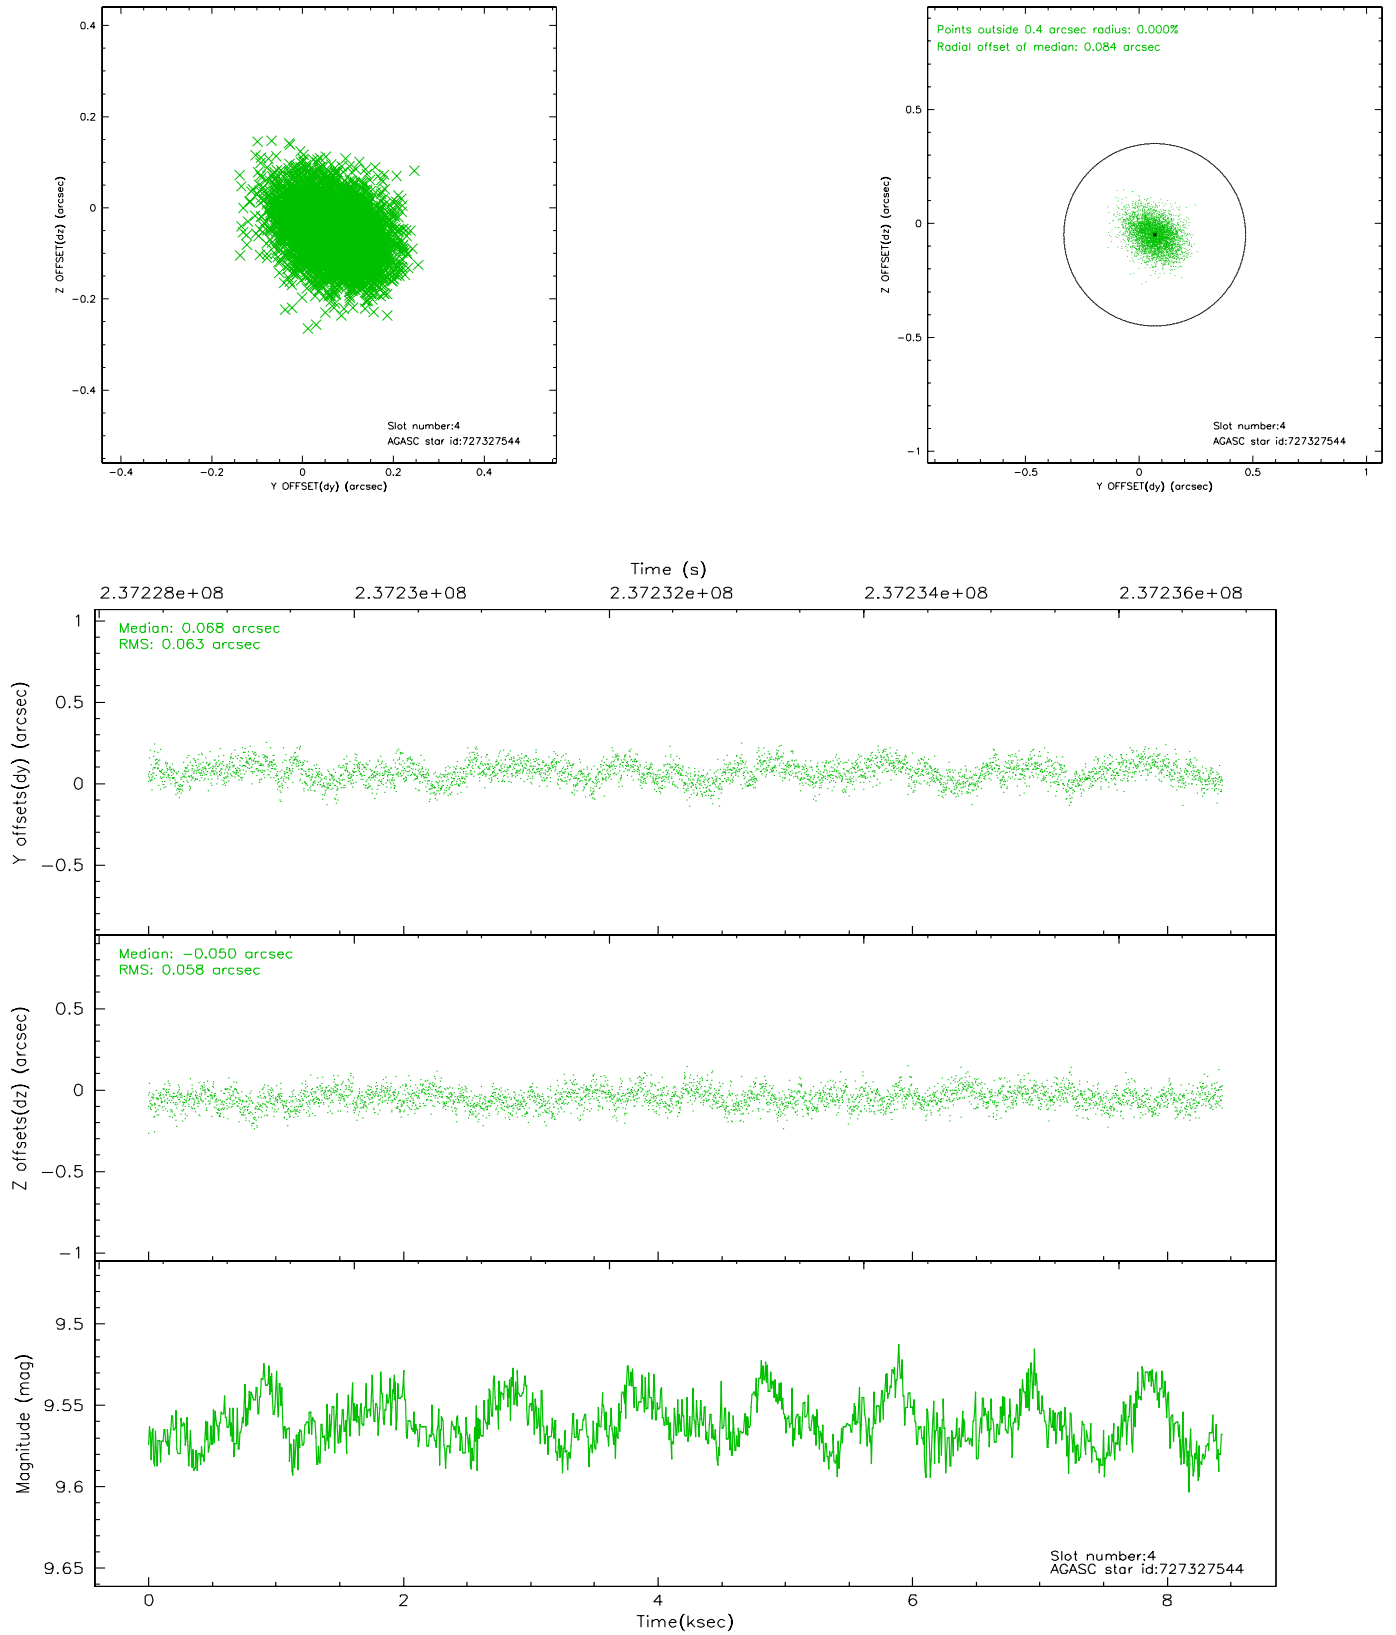 0.4
0.2
0
−0.2
−0.4
Z OFFSET(dz) (arcsec)
Slot number:4
AGASC star id:727327544
−0.4 −0.2 0 0.2 0.4
Y OFFSET(dy) (arcsec)
Points outside 0.4 arcsec radius: 0.000%
Radial offset of median: 0.084 arcsec
0.5
0
−0.5
−1
Z OFFSET(dz) (arcsec)
Slot number:4
AGASC star id:727327544
−0.5 0 0.5 1
Y OFFSET(dy) (arcsec)
Time (s)
2.37228e+08 2.3723e+08 2.37232e+08 2.37234e+08 2.37236e+08
Median: 0.068 arcsec
RMS: 0.063 arcsec
1
0.5
0
−0.5
Y offsets(dy) (arcsec)
Median: −0.050 arcsec
RMS: 0.058 arcsec
0.5
0
−0.5
−1
Z offsets(dz) (arcsec)
9.5
9.55
9.6
9.65
Magnitude (mag)
Slot number:4
AGASC star id:727327544
0 2 4 6 8
Time(ksec)